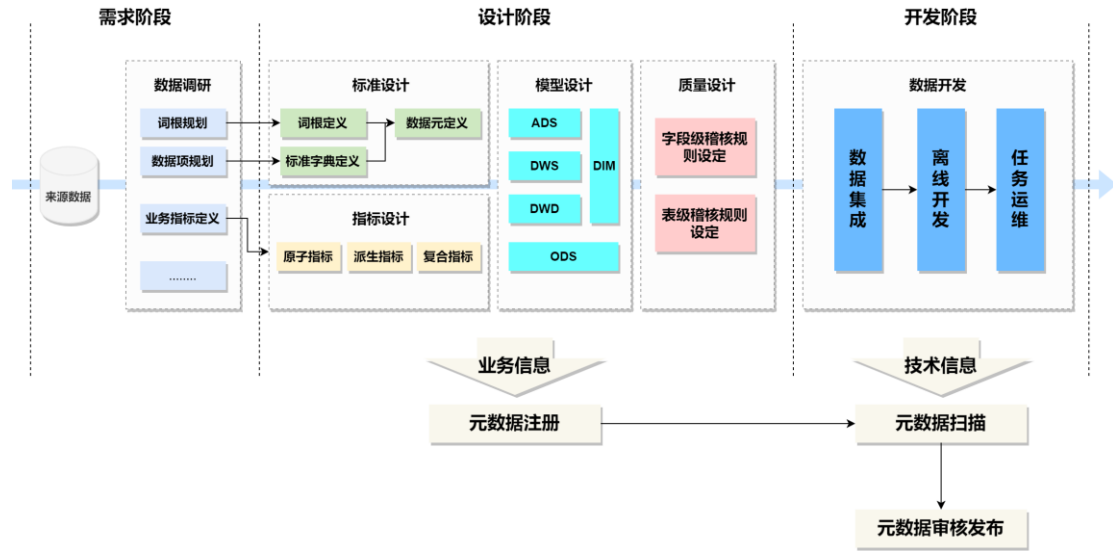 需求阶段
设计阶段
开发阶段
来源数据
数据调研
词根规划
数据项规划
业务指标定义
........
标准设计
词根定义
数据元定义
标准字典定义
指标设计
原子指标
派生指标
复合指标
模型设计
ADS
DWS
DWD
DIM
ODS
质量设计
字段级稽核规
则设定
表级稽核规则
设定
数据开发
数据集成
离线开发
任务运维
业务信息
技术信息
元数据注册
元数据扫描
元数据审核发布